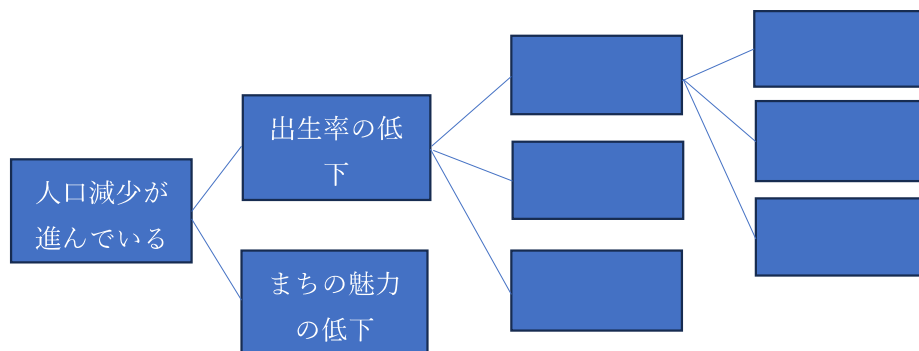 人口減少が
進んでいる
出生率の低
下
まちの魅力
の低下